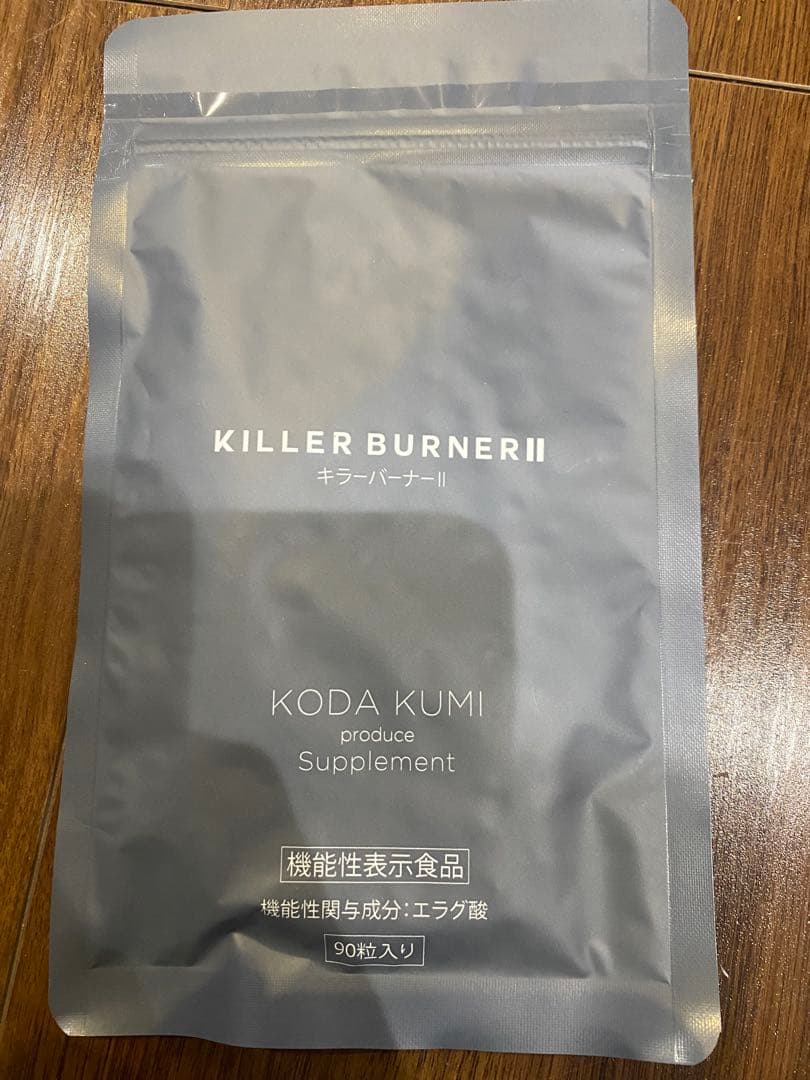 KILLER BURNERII
キラーバーナーII
KODA KUMI
produce
Supplement
機能性表示食品
機能性関与成分:エラグ酸
90粒入り